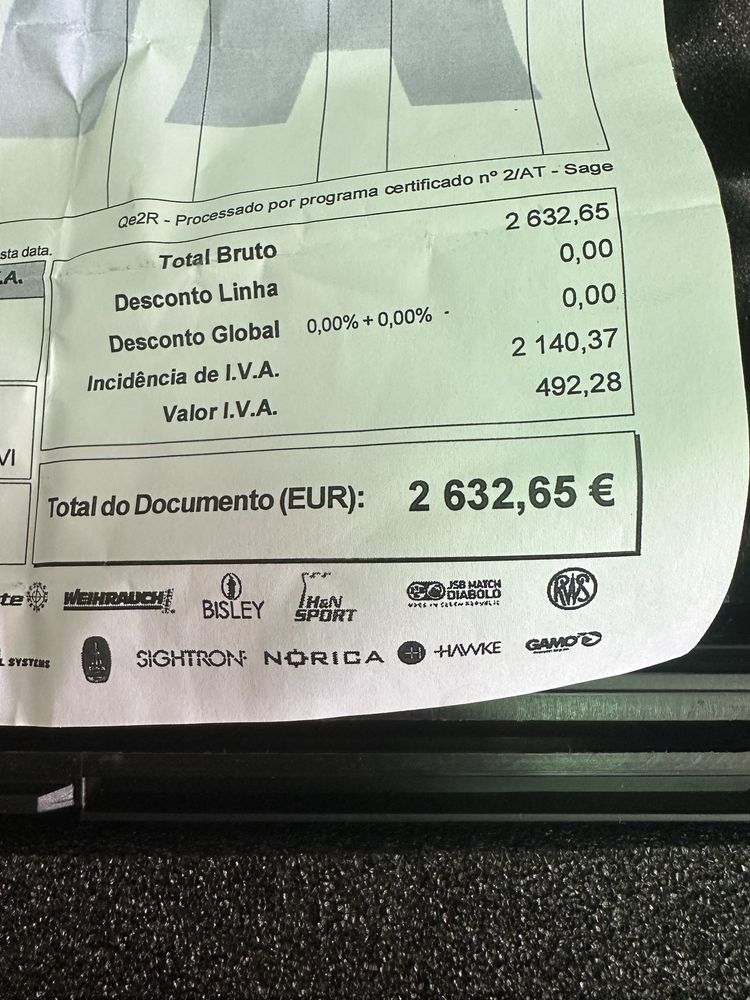 Qe2R - Processado por programa certificado nº 2/AT - Sage
sta data.
.A.
Total Bruto 2 632,65
Desconto Linha 0,00
Desconto Global 0,00% + 0,00% - 0,00
Incidência de I.V.A. 2 140,37
Valor I.V.A. 492,28
VI
Total do Documento (EUR): 2 632,65 €
te WEIHRAUCH BISLEY H&N SPORT JSB MATCH DIABOLO RWS
L SYSTEMS SIGHTRON NORICA HAWKE GAMO